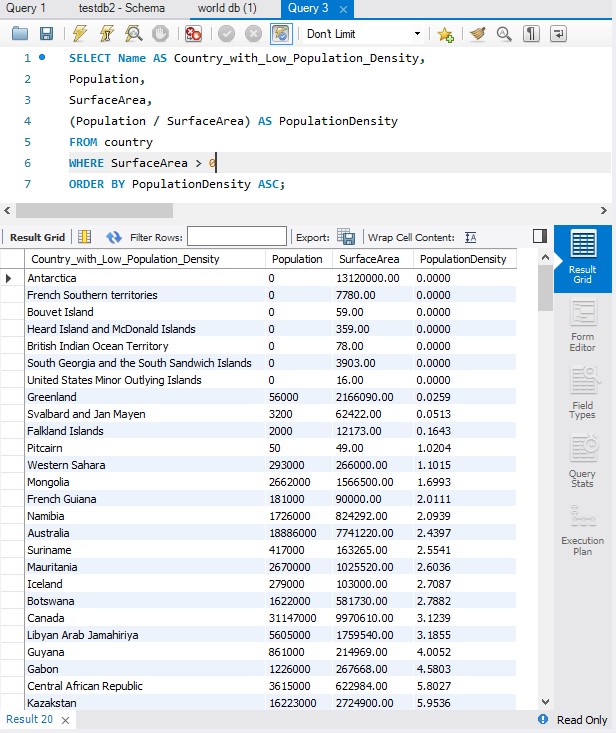 Query 1 testdb2 - Schema world db (1) Query 3
Don't Limit
1 SELECT Name AS Country_with_Low_Population_Density,
2 Population,
3 SurfaceArea,
4 (Population / SurfaceArea) AS PopulationDensity
5 FROM country
6 WHERE SurfaceArea > 0
7 ORDER BY PopulationDensity ASC;
Result Grid Filter Rows: Export: Wrap Cell Content: IA
Country_with_Low_Population_Density Population SurfaceArea PopulationDensity
Antarctica 0 13120000.00 0.0000
French Southern territories 0 7780.00 0.0000
Bouvet Island 0 59.00 0.0000
Heard Island and McDonald Islands 0 359.00 0.0000
British Indian Ocean Territory 0 78.00 0.0000
South Georgia and the South Sandwich Islands 0 3903.00 0.0000
United States Minor Outlying Islands 0 16.00 0.0000
Greenland 56000 2166090.00 0.0259
Svalbard and Jan Mayen 3200 62422.00 0.0513
Falkland Islands 2000 12173.00 0.1643
Pitcairn 50 49.00 1.0204
Western Sahara 293000 266000.00 1.1015
Mongolia 2662000 1566500.00 1.6993
French Guiana 181000 90000.00 2.0111
Namibia 1726000 824292.00 2.0939
Australia 18886000 7741220.00 2.4397
Suriname 417000 163265.00 2.5541
Mauritania 2670000 1025520.00 2.6036
Iceland 279000 103000.00 2.7087
Botswana 1622000 581730.00 2.7882
Canada 31147000 9970610.00 3.1239
Libyan Arab Jamahiriya 5605000 1759540.00 3.1855
Guyana 861000 214969.00 4.0052
Gabon 1226000 267668.00 4.5803
Central African Republic 3615000 622984.00 5.8027
Kazakstan 16223000 2724900.00 5.9536
Result
Grid
Form
Editor
Field
Types
Query
Stats
Execution
Plan
Result 20 Read Only